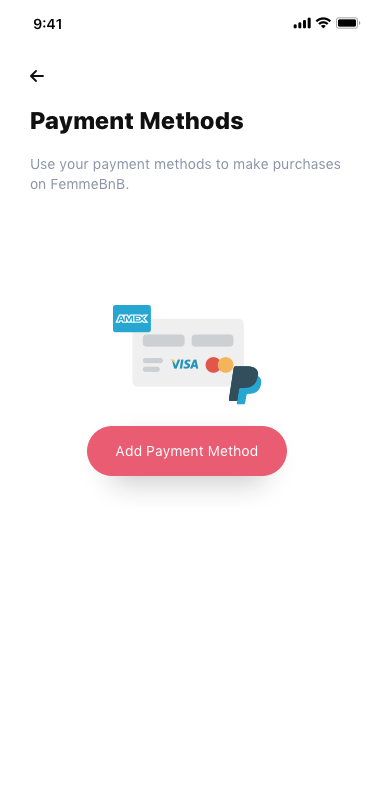 9:41
Payment Methods
Use your payment methods to make purchases
on FemmeBnB.
AMEX
VISA
Add Payment Method